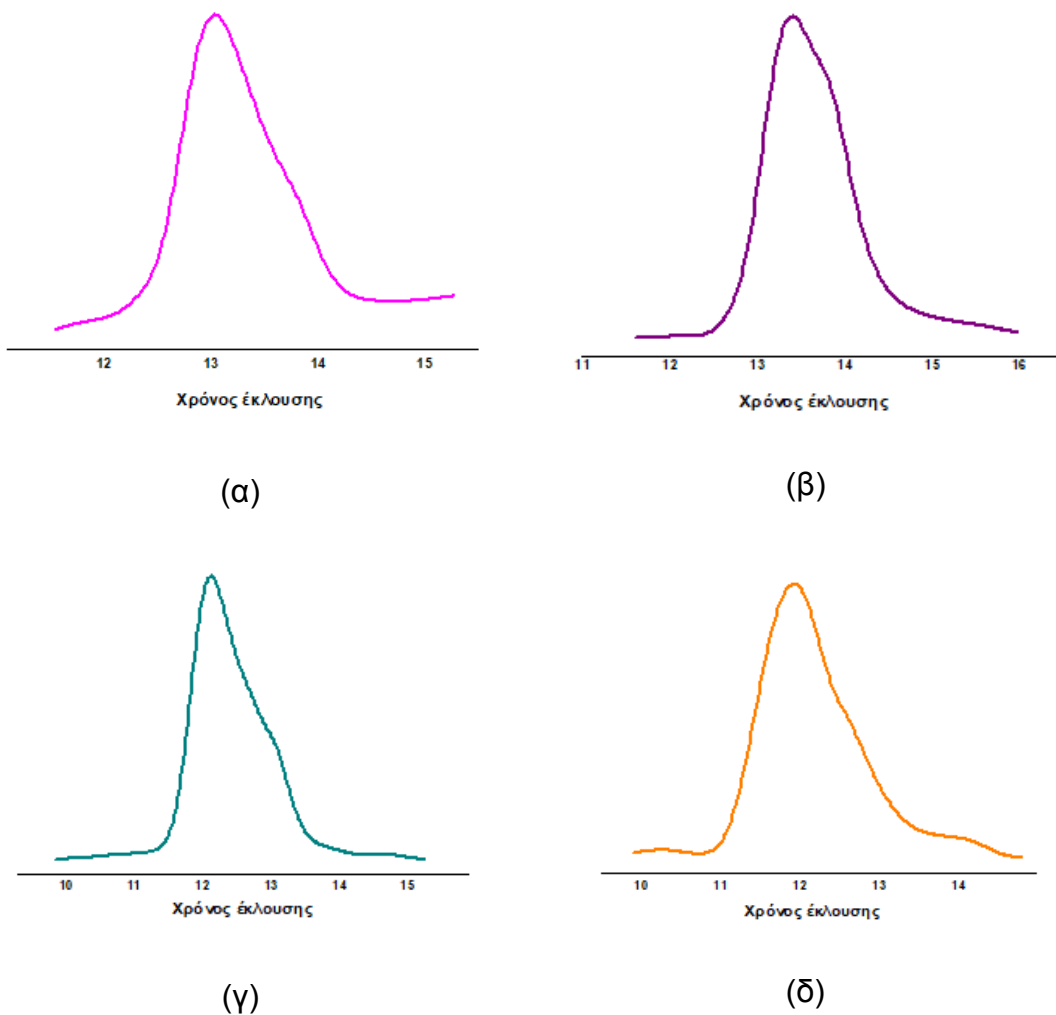 12 13 14 15
Χρόνος έκλουσης
(α)
11 12 13 14 15 16
Χρόνος έκλουσης
(β)
10 11 12 13 14 15
Χρόνος έκλουσης
(γ)
10 11 12 13 14
Χρόνος έκλουσης
(δ)